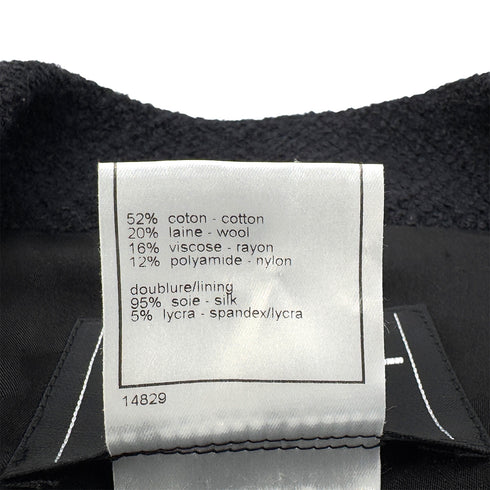 52% coton - cotton
20% laine - wool
16% viscose - rayon
12% polyamide - nylon
doublure/lining
95% soie - silk
5% lycra - spandex/lycra
14829